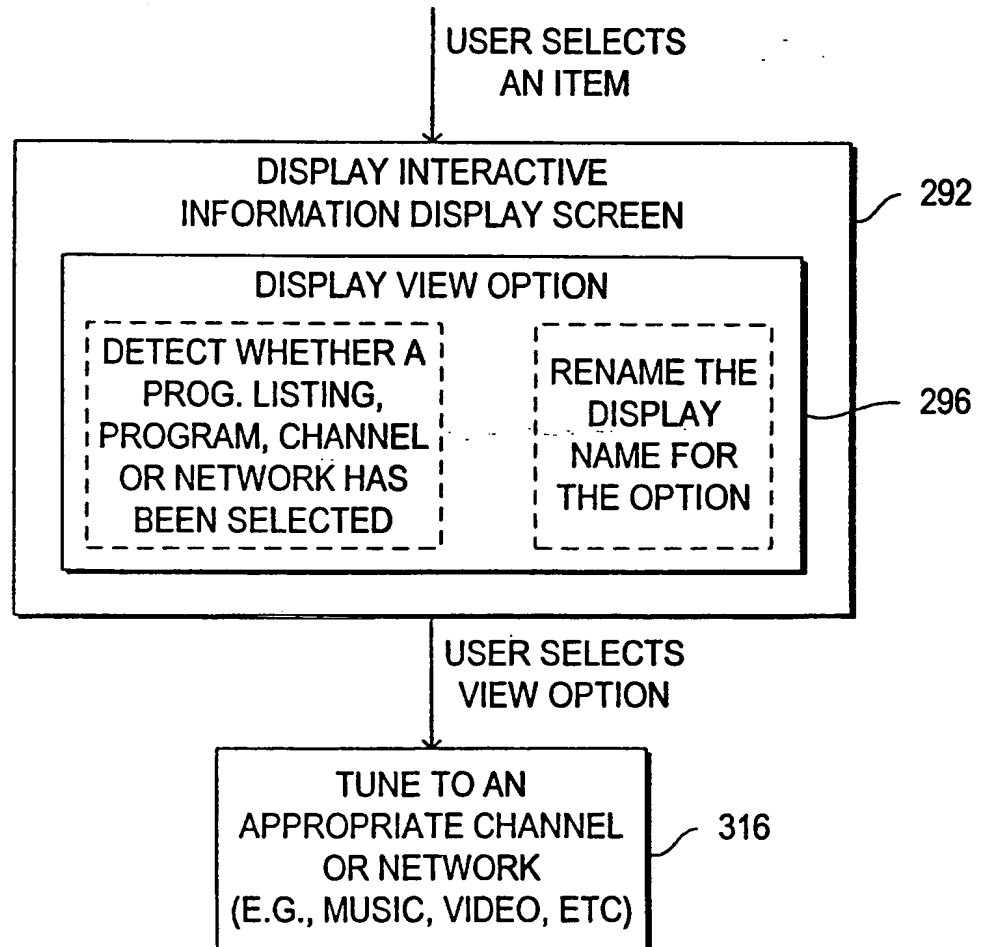 USER SELECTS
AN ITEM
DISPLAY INTERACTIVE
INFORMATION DISPLAY SCREEN
292
DISPLAY VIEW OPTION
DETECT WHETHER A
PROG. LISTING,
PROGRAM, CHANNEL
OR NETWORK HAS
BEEN SELECTED
RENAME THE
DISPLAY
NAME FOR
THE OPTION
296
USER SELECTS
VIEW OPTION
TUNE TO AN
APPROPRIATE CHANNEL
OR NETWORK
(E.G., MUSIC, VIDEO, ETC)
316